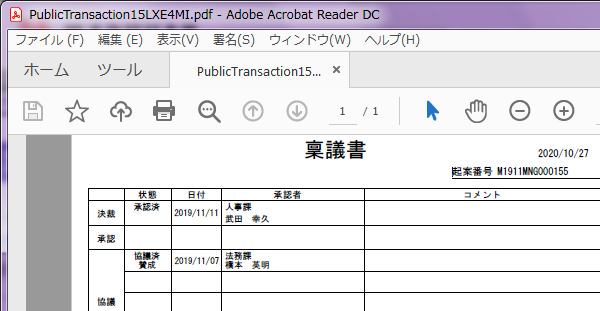 PublicTransaction15LXE4MI.pdf - Adobe Acrobat Reader DC
ファイル (F) 編集 (E) 表示(V) 署名(S) ウィンドウ(W) ヘルプ(H)
ホーム ツール PublicTransaction15... ×
1 / 1
稟議書
2020/10/27
起案番号 M1911MNG000155
状態 日付 承認者 コメント
決裁 承認済 2019/11/11 人事課
武田 幸久
承認
協議済 2019/11/07 法務課
賛成 橋本 英明
協議